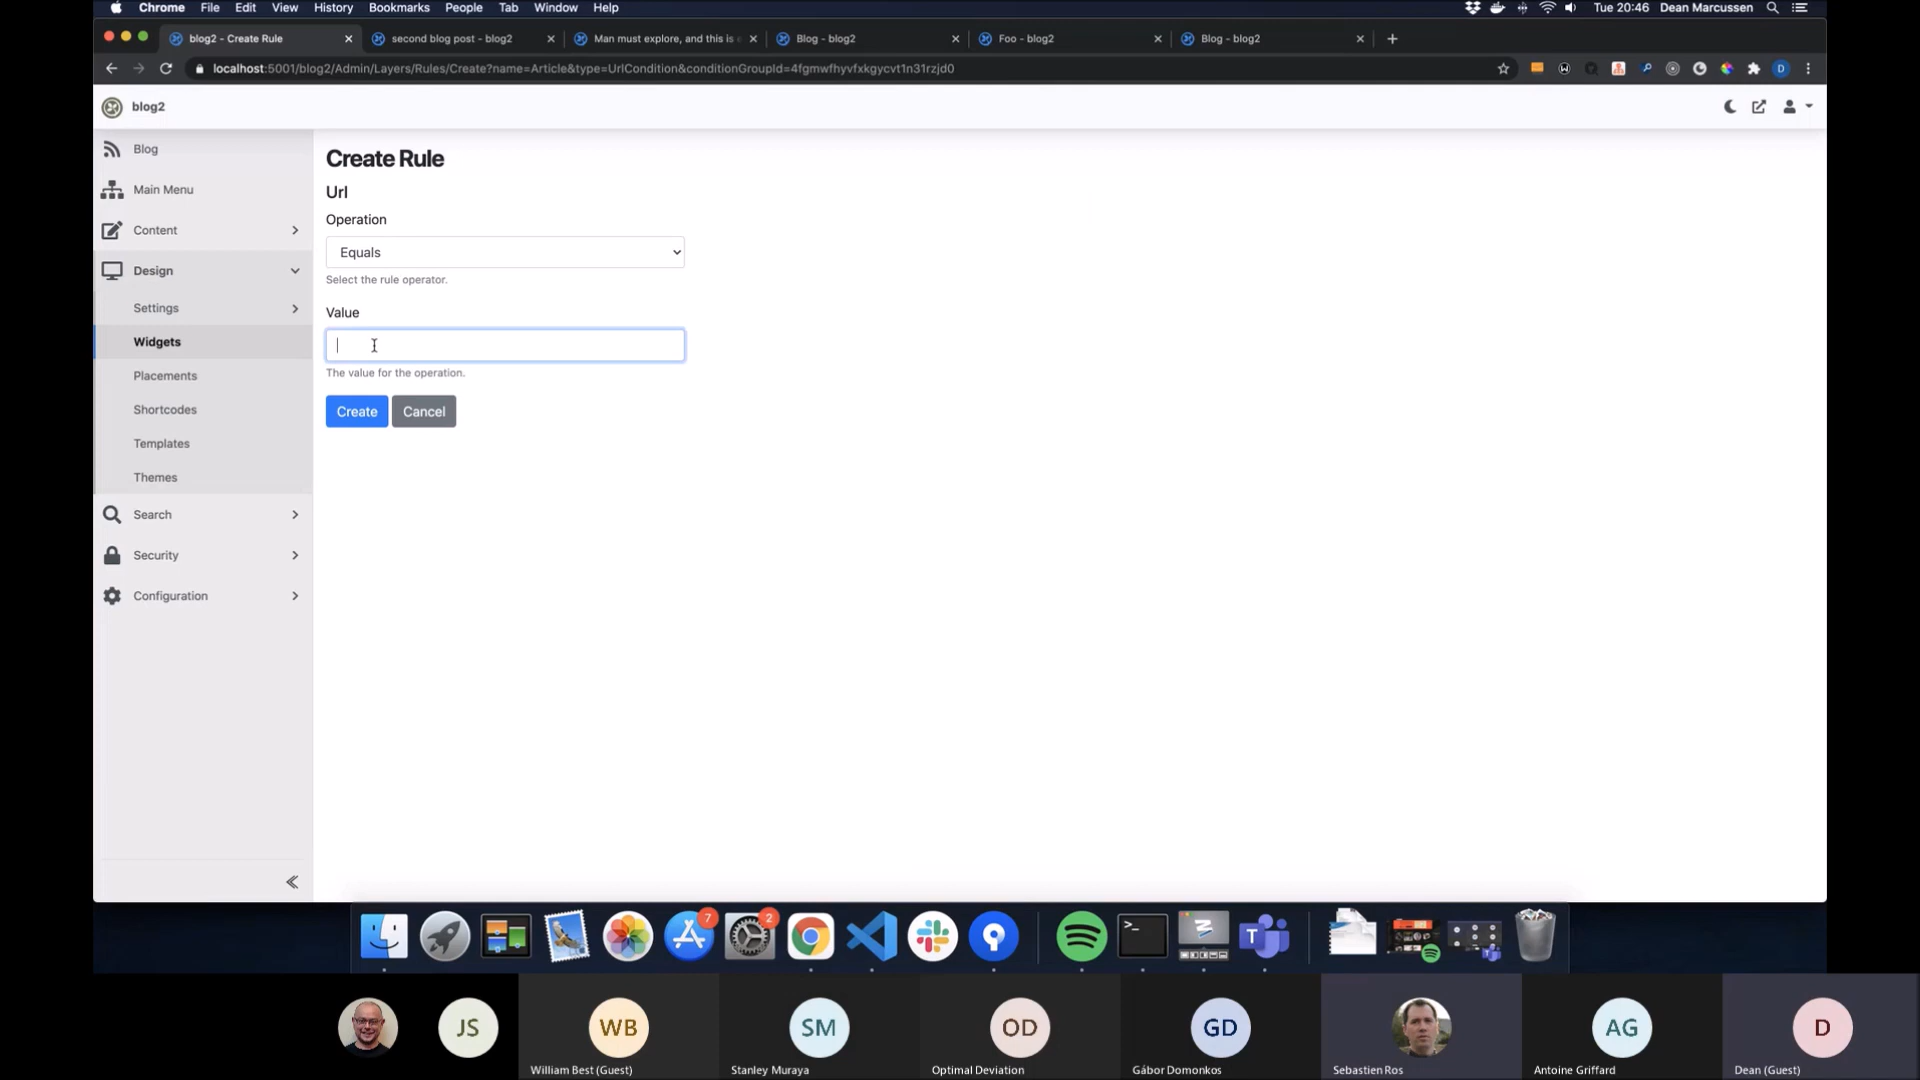 Chrome File Edit View History Bookmarks People Tab Window Help Tue 20:46 Dean Marcussen
blog2 - Create Rule second blog post - blog2 Man must explore, and this is Blog - blog2 Foo - blog2 Blog - blog2
localhost:5001/blog2/Admin/Layers/Rules/Create?name=Article&type=UrlCondition&conditionGroupId=4fgmwfhyvfxkgycvt1n31rzjd0
D
blog2
Blog
Main Menu
Content
Design
Settings
Widgets
Placements
Shortcodes
Templates
Themes
Search
Security
Configuration
Create Rule
Url
Operation
Equals
Select the rule operator.
Value
The value for the operation.
Create Cancel
7 2
JS WB SM OD GD AG D
William Best (Guest) Stanley Muraya Optimal Deviation Gábor Domonkos Sebastien Ros Antoine Griffard Dean (Guest)